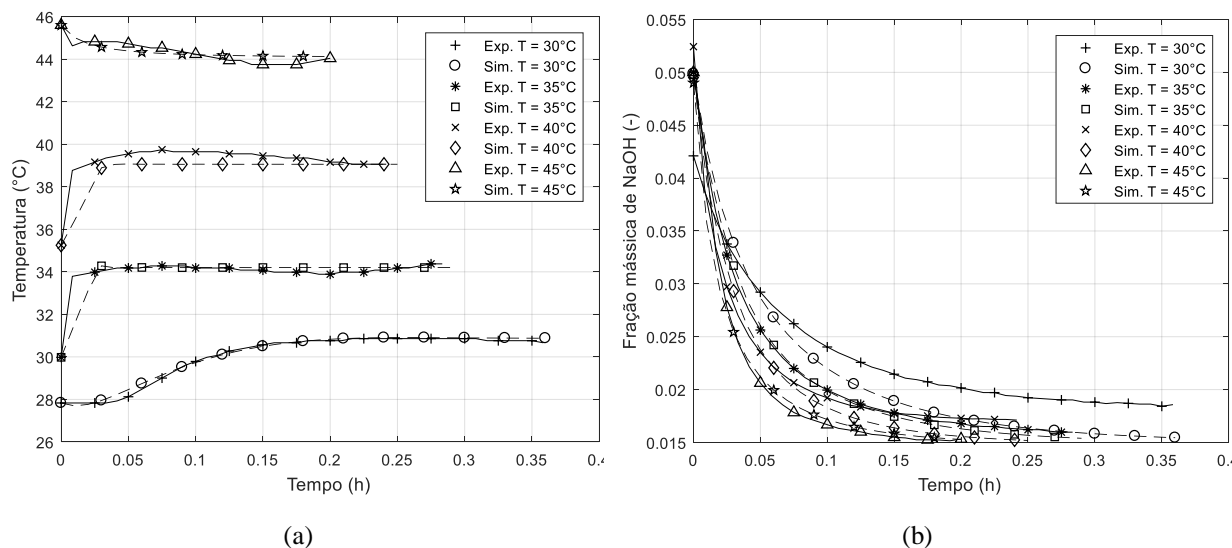 46
44
42
40
38
36
34
32
30
28
26
Temperatura (°C)
0
0.05
0.1
0.15
0.2
0.25
0.3
0.35
0.4
Tempo (h)
Exp. T = 30°C
Sim. T = 30°C
Exp. T = 35°C
Sim. T = 35°C
Exp. T = 40°C
Sim. T = 40°C
Exp. T = 45°C
Sim. T = 45°C
(a)
0.055
0.05
0.045
0.04
0.035
0.03
0.025
0.02
0.015
Fração mássica de NaOH (-)
0
0.05
0.1
0.15
0.2
0.25
0.3
0.35
0.4
Tempo (h)
Exp. T = 30°C
Sim. T = 30°C
Exp. T = 35°C
Sim. T = 35°C
Exp. T = 40°C
Sim. T = 40°C
Exp. T = 45°C
Sim. T = 45°C
(b)